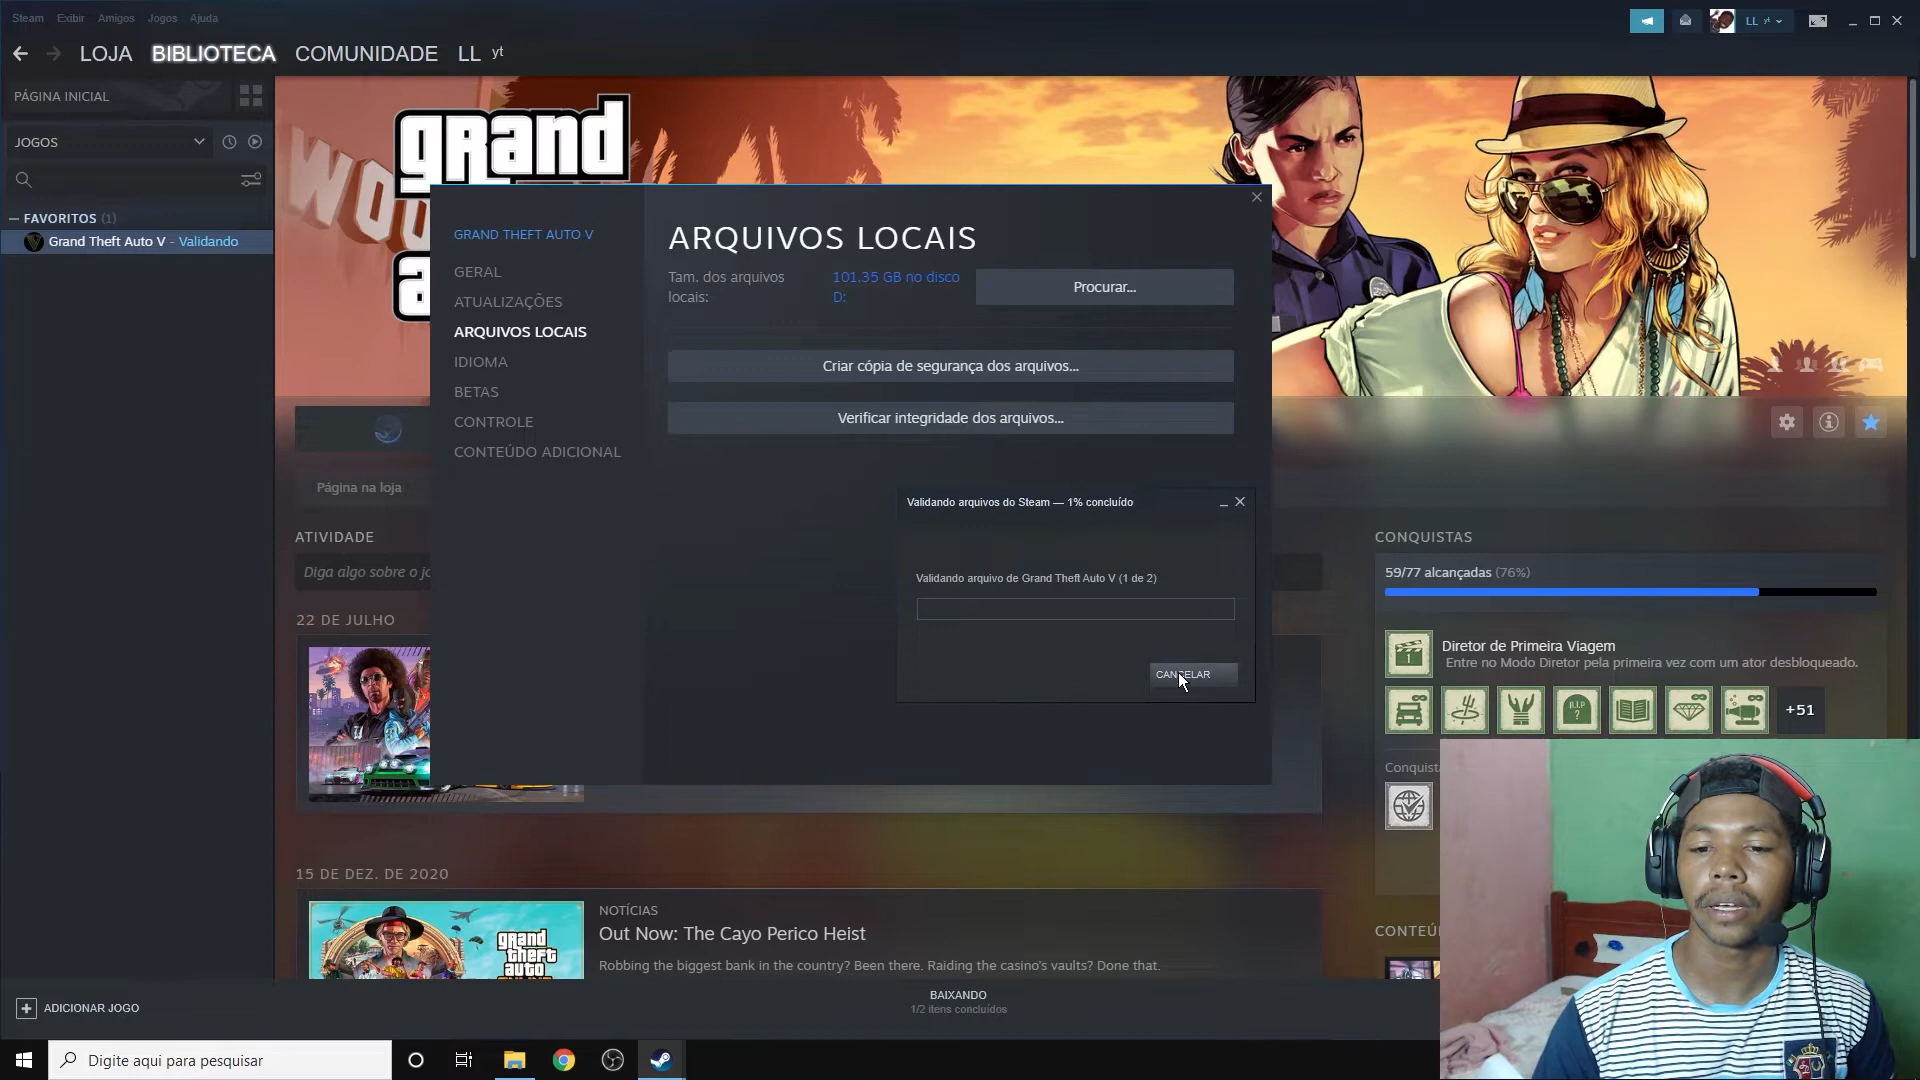 Steam Exibir Amigos Jogos Ajuda
LL yt
LOJA BIBLIOTECA COMUNIDADE LL yt
PÁGINA INICIAL
JOGOS
FAVORITOS (1)
Grand Theft Auto V - Validando
grand
GRAND THEFT AUTO V
GERAL
ATUALIZAÇÕES
ARQUIVOS LOCAIS
IDIOMA
BETAS
CONTROLE
CONTEÚDO ADICIONAL
ARQUIVOS LOCAIS
Tam. dos arquivos
locais:
101.35 GB no disco
D:
Procurar...
Criar cópia de segurança dos arquivos...
Verificar integridade dos arquivos...
Validando arquivos do Steam — 1% concluído
Validando arquivo de Grand Theft Auto V (1 de 2)
CANCELAR
Página na loja
ATIVIDADE
Diga algo sobre o jo
22 DE JULHO
15 DE DEZ. DE 2020
grand
theft
auto
NOTÍCIAS
Out Now: The Cayo Perico Heist
Robbing the biggest bank in the country? Been there. Raiding the casino's vaults? Done that.
CONQUISTAS
59/77 alcançadas (76%)
Diretor de Primeira Viagem
Entre no Modo Diretor pela primeira vez com um ator desbloqueado.
R.I.P
?
+51
Conquist
CONTEÚ
ADICIONAR JOGO
BAIXANDO
1/2 itens concluídos
Digite aqui para pesquisar